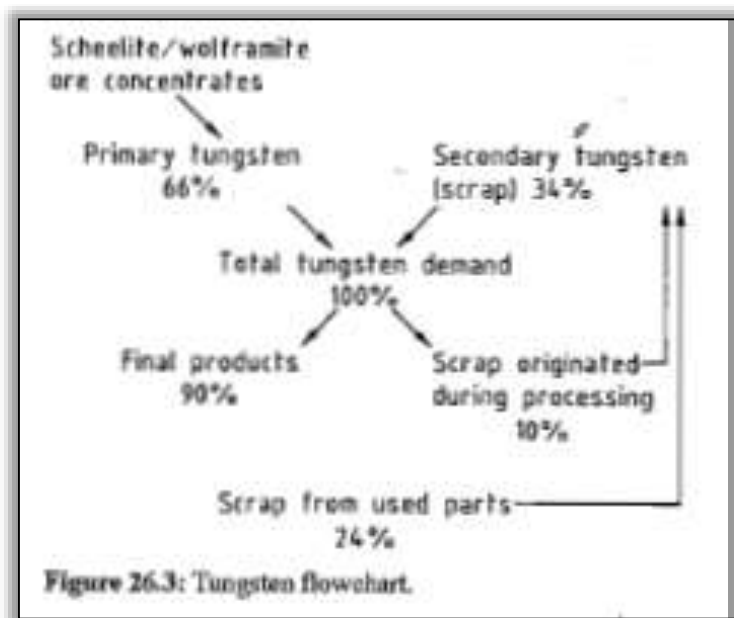 Scheelite/wolframite
ore concentrates
Primary tungsten
66%
Secondary tungsten
(scrap) 34%
Total tungsten demand
100%
Final products
90%
Scrap originated
during processing
10%
Scrap from used parts
24%
Figure 26.3: Tungsten flowchart.